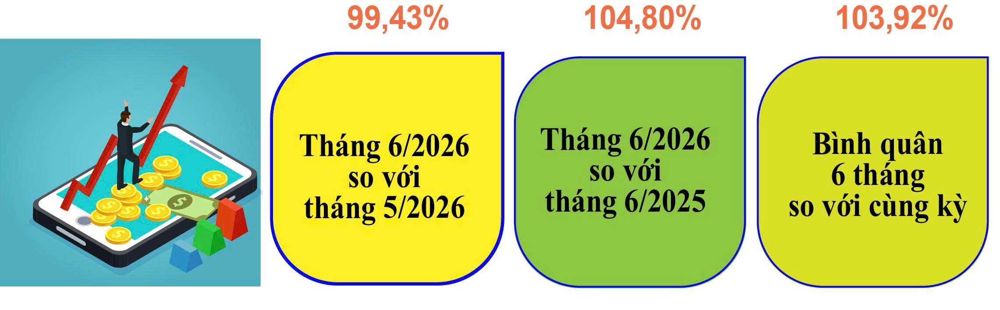 99,43%
104,80%
103,92%
Tháng 6/2026
so với
tháng 5/2026
Tháng 6/2026
so với
tháng 6/2025
Bình quân
6 tháng
so với cùng kỳ